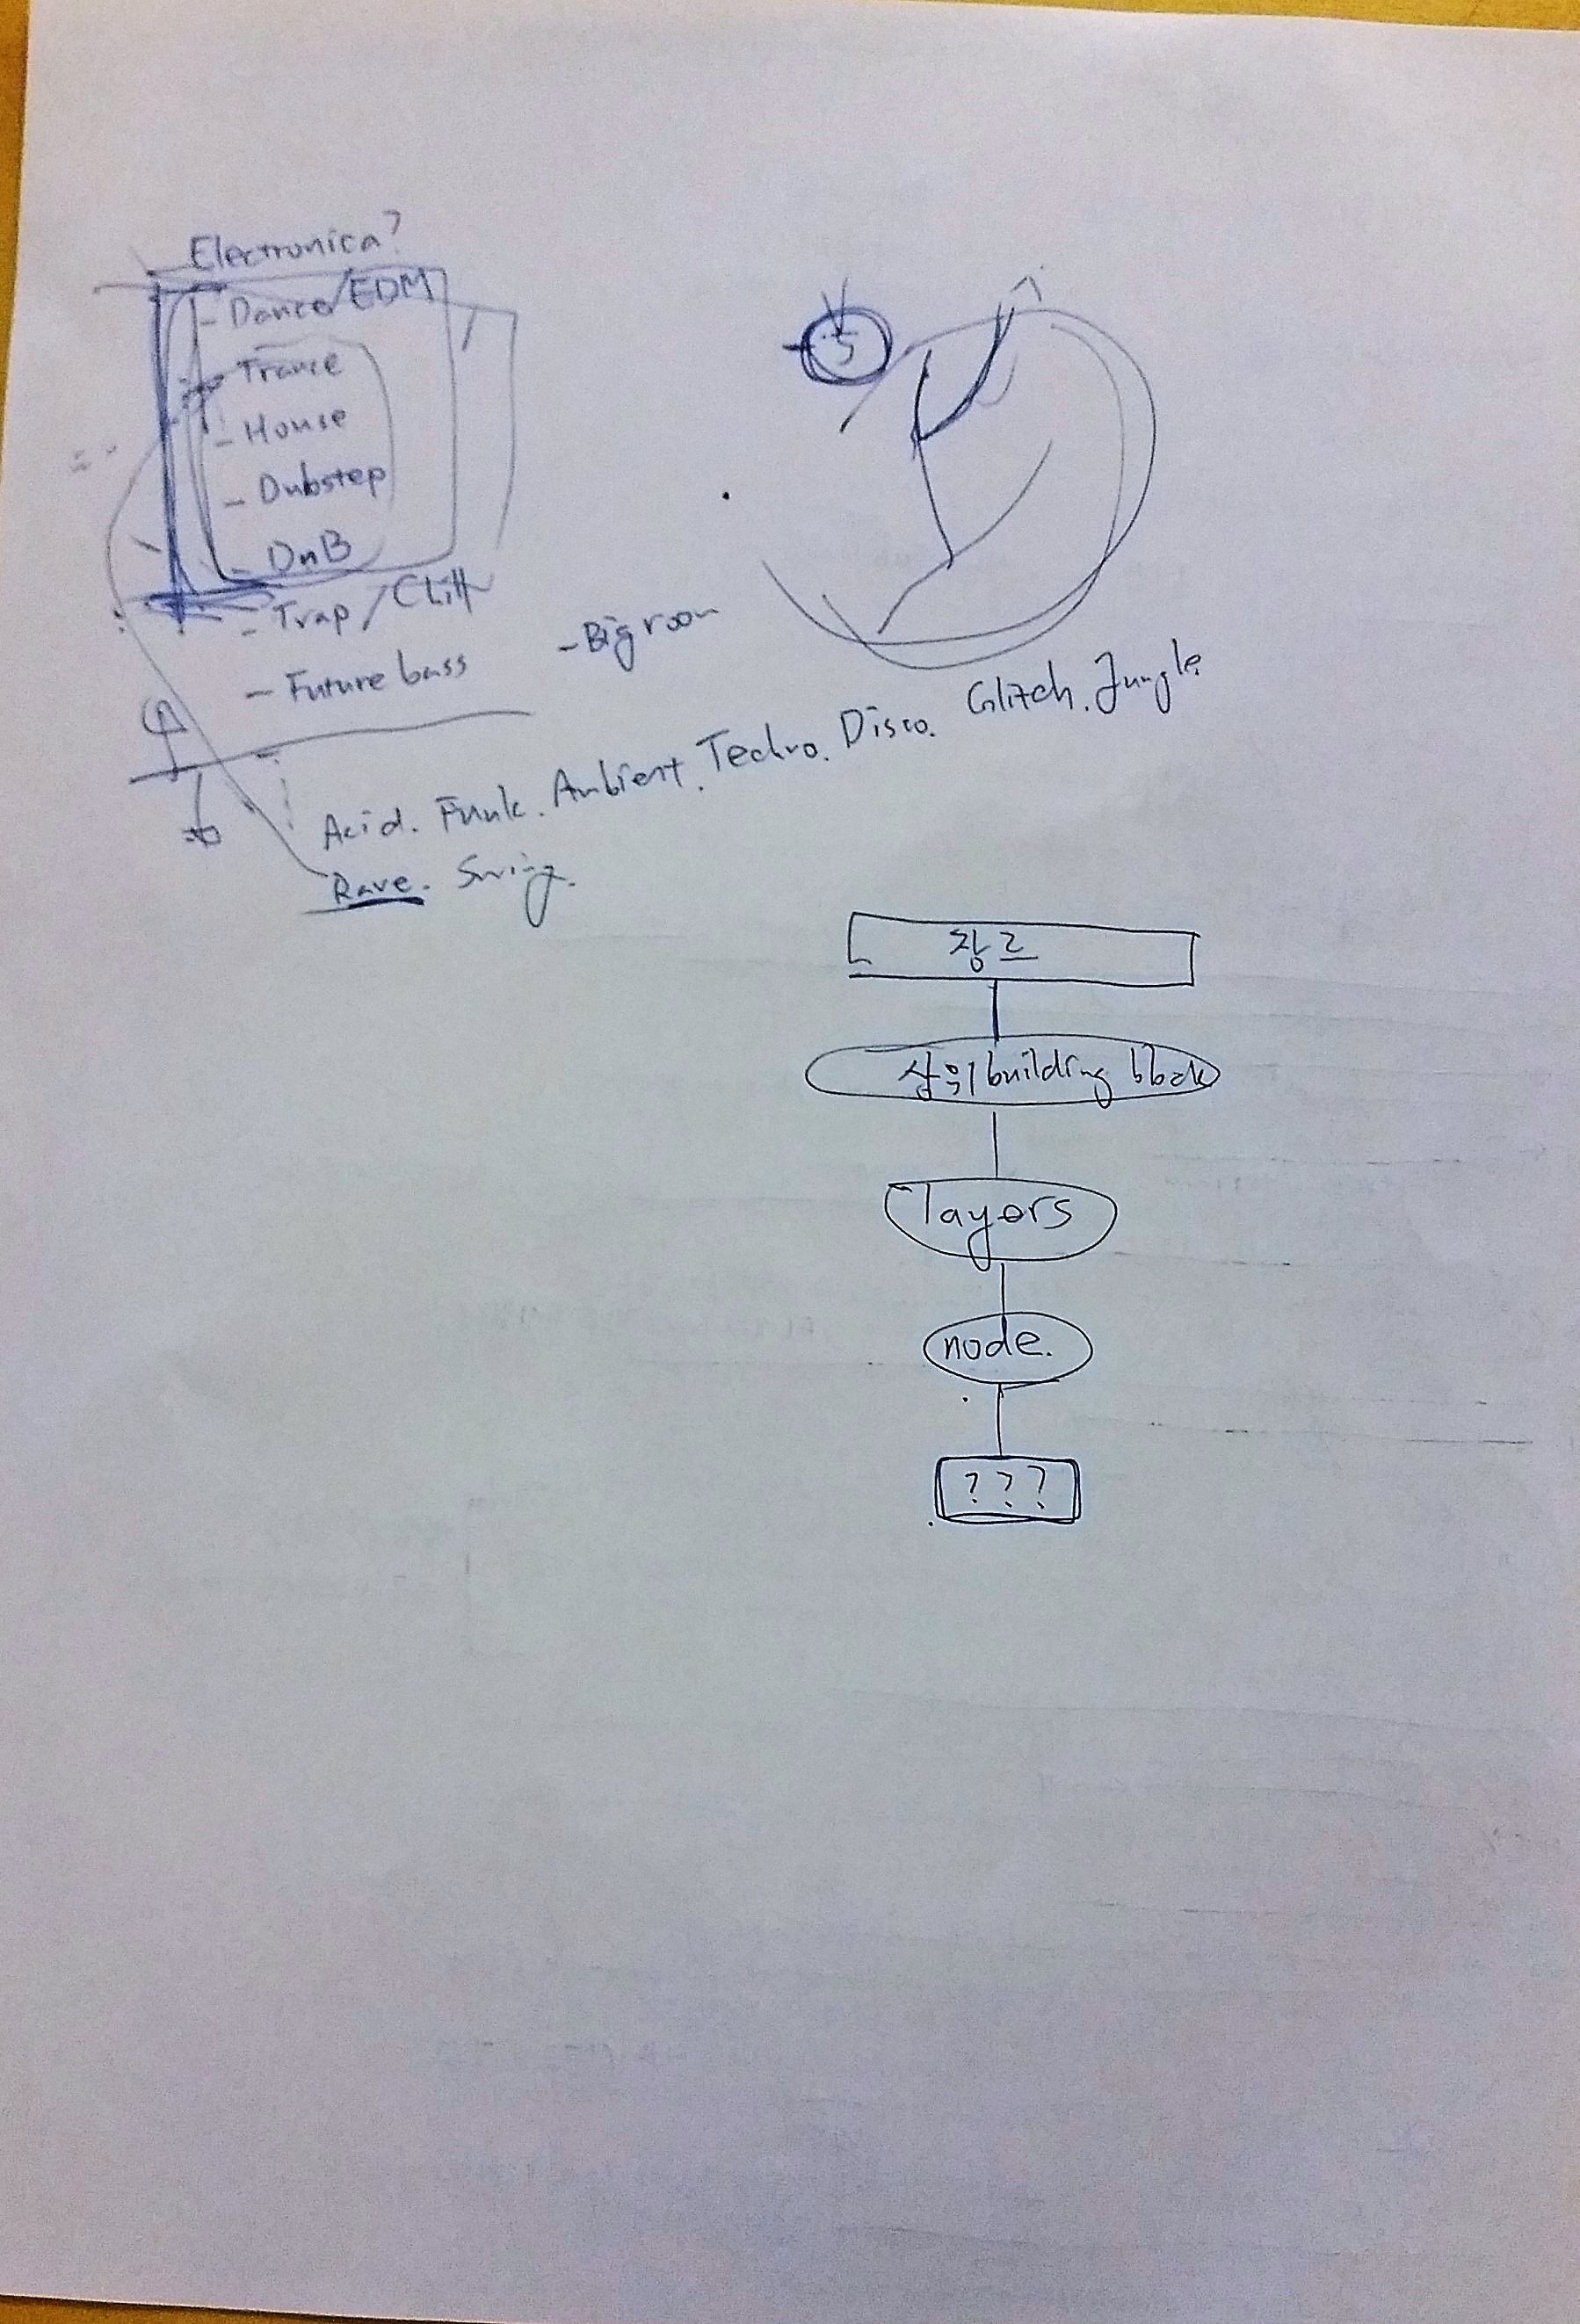 Electronica?
- Dance/EDM
- Trance
- House
- Dubstep
- DnB
- Trap/Chill
- Future bass
- Big room
5
Acid. Funk. Ambient. Techno. Disco. Glitch. Jungle
Rave. Swing.
장르
상위 building block
layers
node.
???